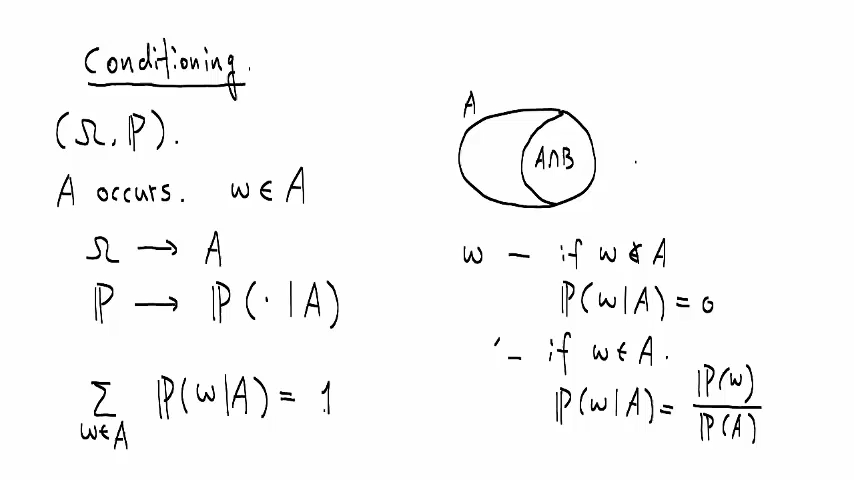 Conditioning.
(Ω, ℙ).
A occurs. ω ∈ A
Ω → A
ℙ → ℙ(· | A)
∑ ℙ(ω|A) = 1
ω∈A
A
A∩B
ω – if ω ∉ A
ℙ(ω|A) = 0
– if ω ∈ A.
ℙ(ω|A) = ℙ(ω) / ℙ(A)